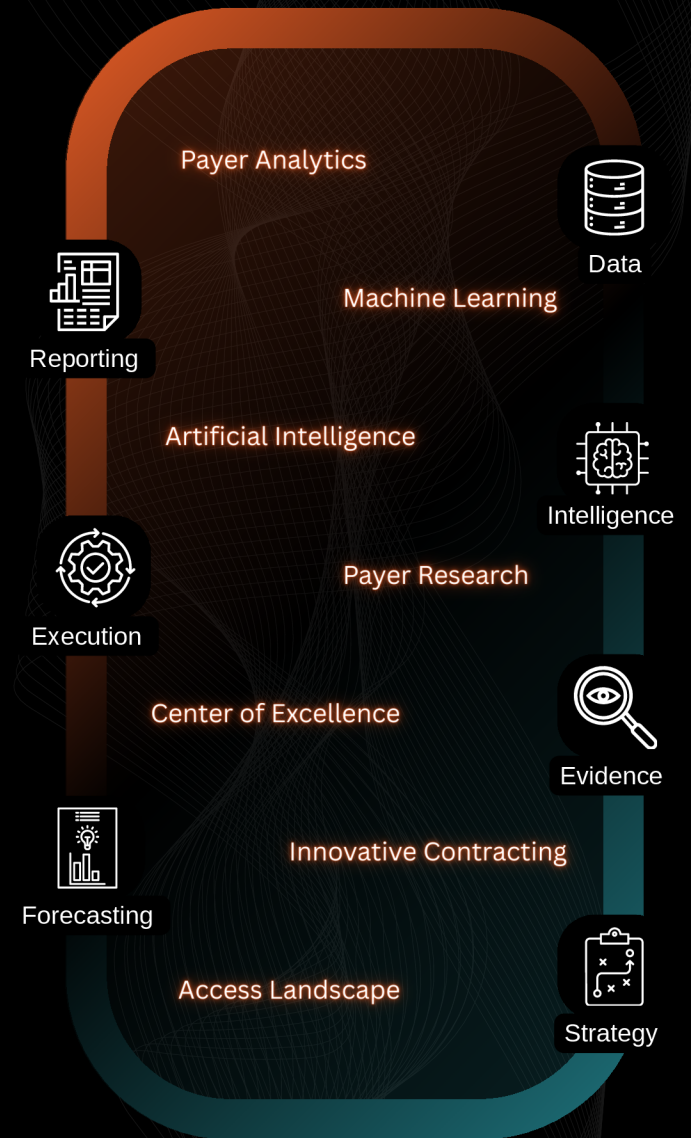 Payer Analytics
Data
Machine Learning
Reporting
Artificial Intelligence
Intelligence
Payer Research
Execution
Center of Excellence
Evidence
Innovative Contracting
Forecasting
Access Landscape
Strategy